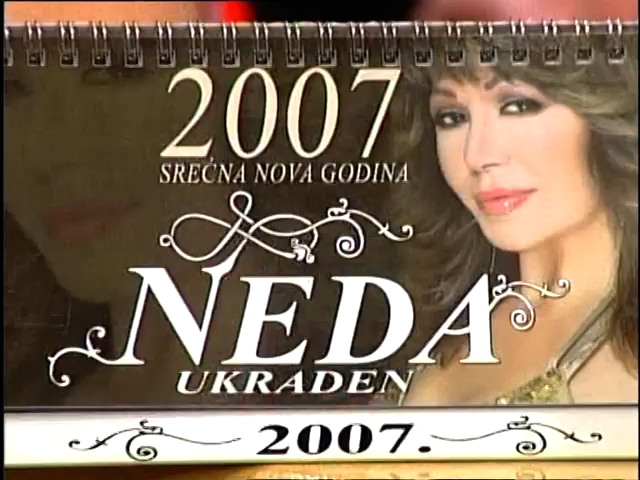 2007
SREĆNA NOVA GODINA
NEDA
UKRADEN
2007.